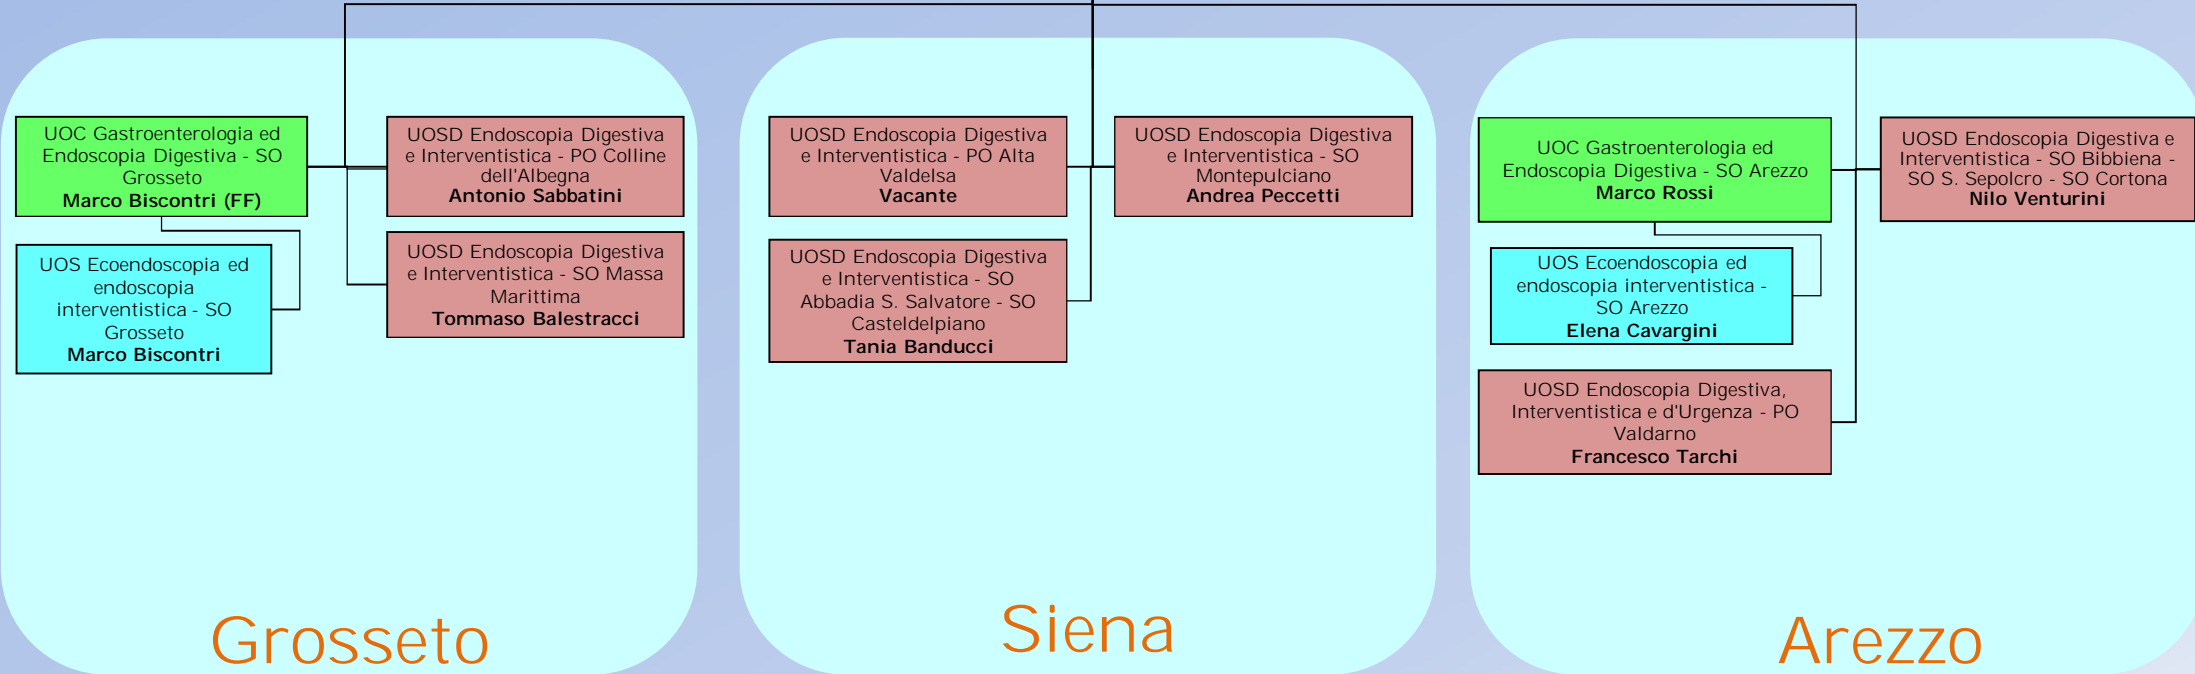 UOC Gastroenterologia ed
Endoscopia Digestiva - SO
Grosseto
Marco Biscontri (FF)
UOSD Endoscopia Digestiva
e Interventistica - PO Colline
dell'Albegna
Antonio Sabbatini
UOS Ecoendoscopia ed
endoscopia
interventistica - SO
Grosseto
Marco Biscontri
UOSD Endoscopia Digestiva
e Interventistica - SO Massa
Marittima
Tommaso Balestracci
Grosseto
UOSD Endoscopia Digestiva
e Interventistica - PO Alta
Valdelsa
Vacante
UOSD Endoscopia Digestiva
e Interventistica - SO
Montepulciano
Andrea Peccetti
UOSD Endoscopia Digestiva
e Interventistica - SO
Abbadia S. Salvatore - SO
Casteldelpiano
Tania Banducci
Siena
UOC Gastroenterologia ed
Endoscopia Digestiva - SO Arezzo
Marco Rossi
UOSD Endoscopia Digestiva e
Interventistica - SO Bibbiena -
SO S. Sepolcro - SO Cortona
Nilo Venturini
UOS Ecoendoscopia ed
endoscopia interventistica -
SO Arezzo
Elena Cavargini
UOSD Endoscopia Digestiva,
Interventistica e d'Urgenza - PO
Valdarno
Francesco Tarchi
Arezzo